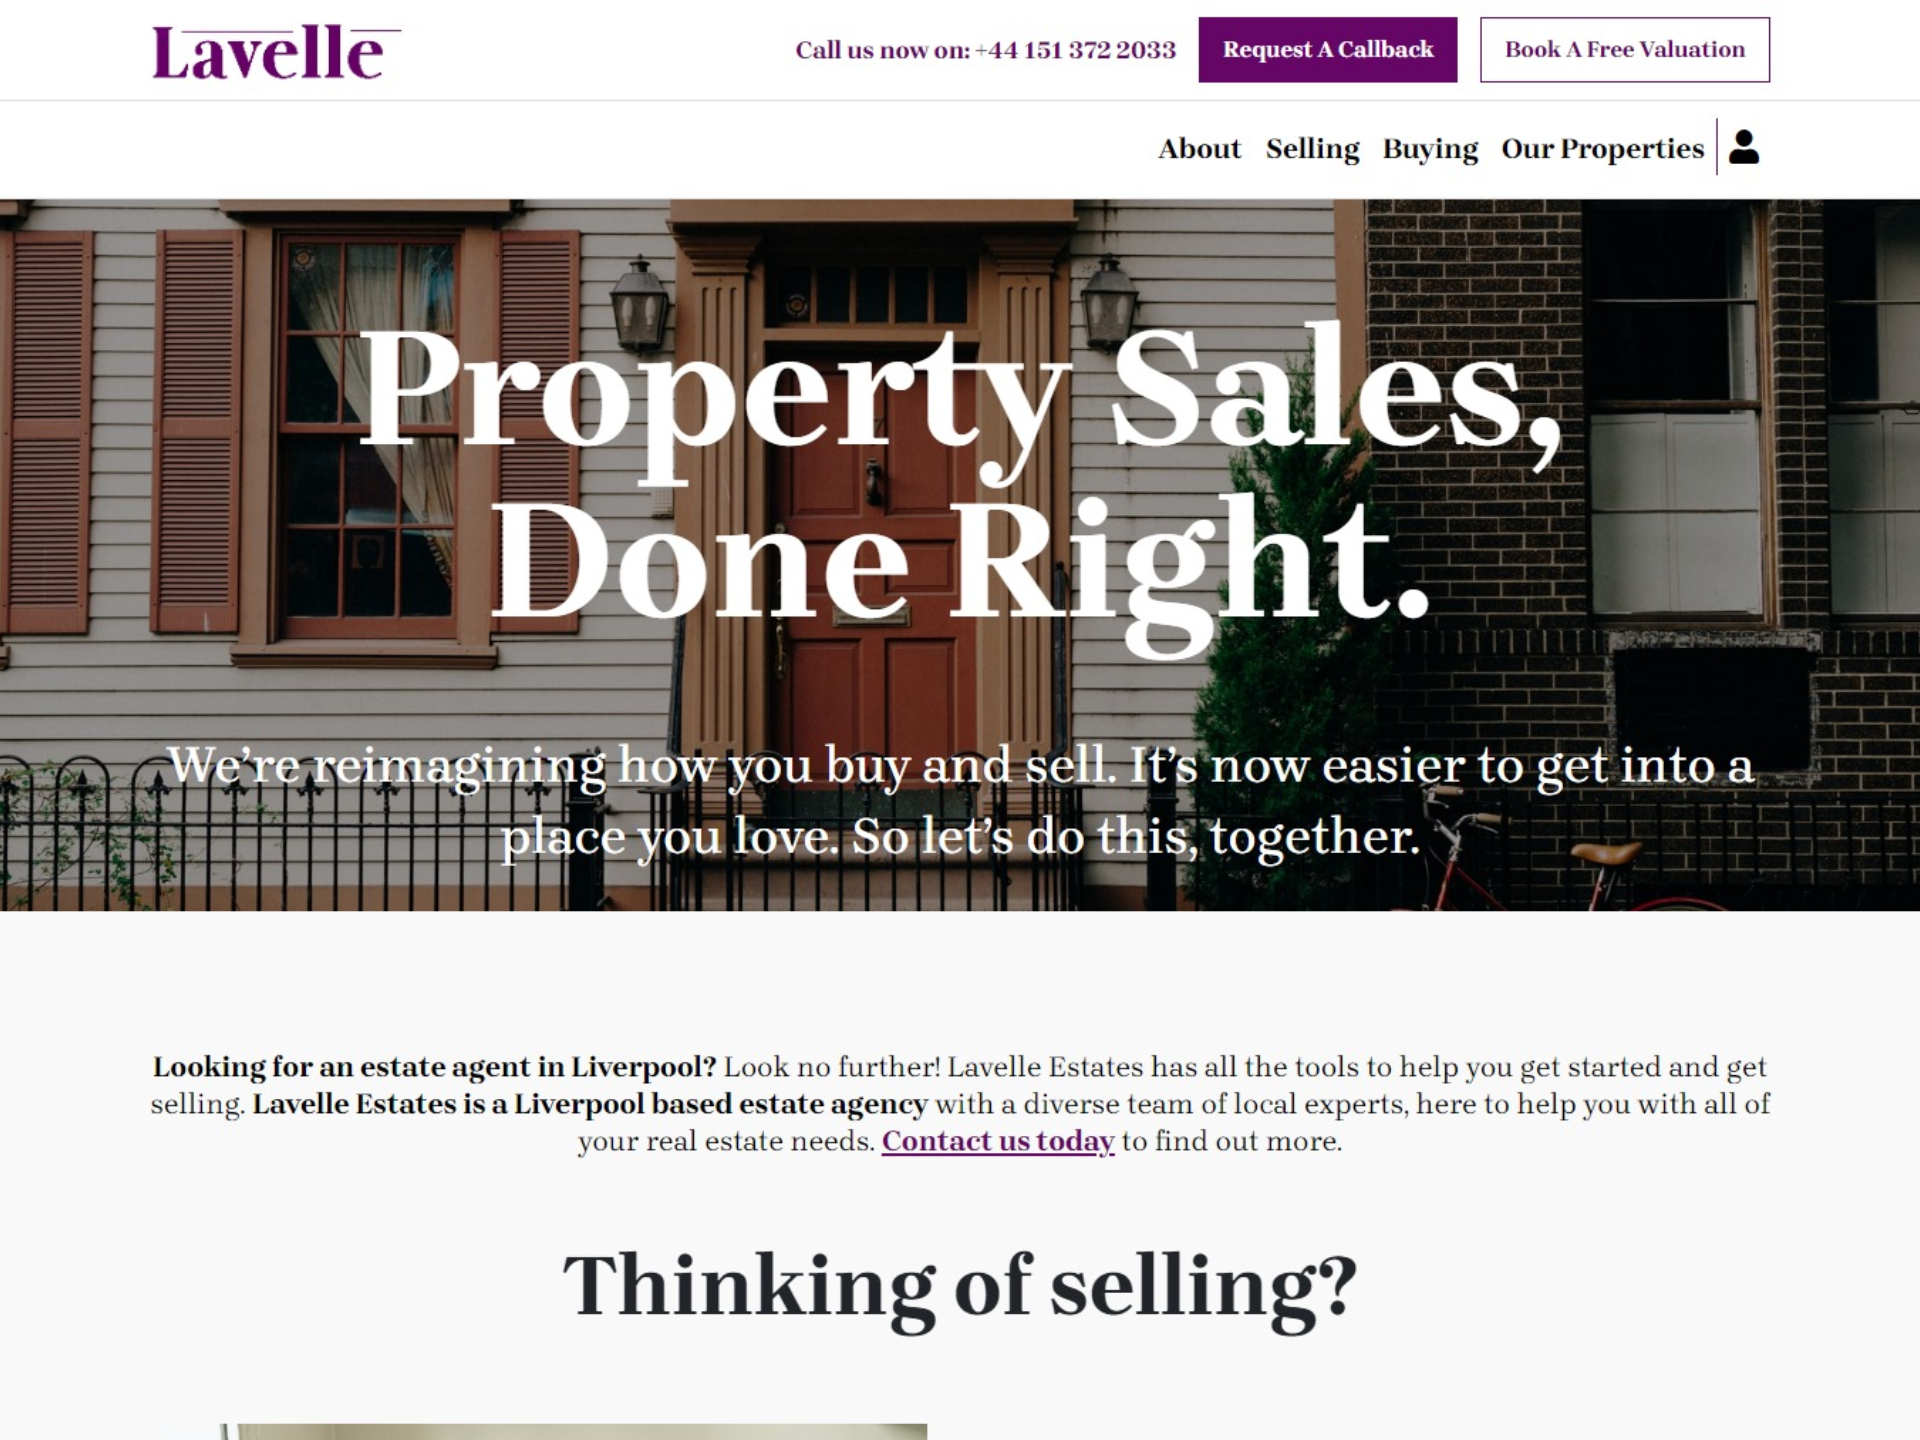 Lavelle
Call us now on: +44 151 372 2033
Request A Callback
Book A Free Valuation
About
Selling
Buying
Our Properties
Property Sales,
Done Right.
We’re reimagining how you buy and sell. It’s now easier to get into a
place you love. So let’s do this, together.
Looking for an estate agent in Liverpool? Look no further! Lavelle Estates has all the tools to help you get started and get
selling. Lavelle Estates is a Liverpool based estate agency with a diverse team of local experts, here to help you with all of
your real estate needs. Contact us today to find out more.
Thinking of selling?